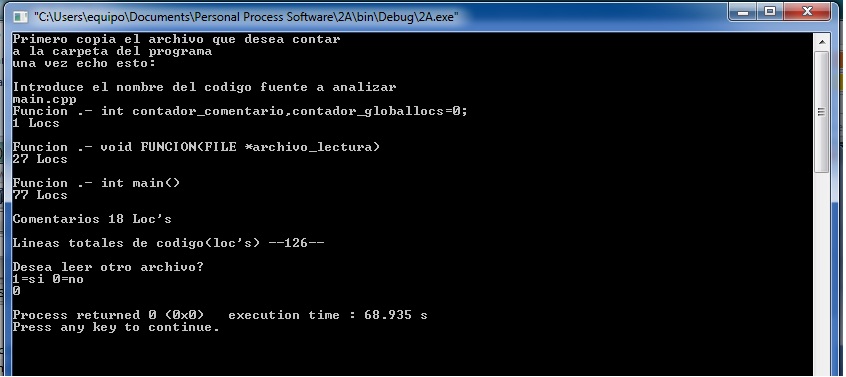 "C:\Users\equipo\Documents\Personal Process Software\2A\bin\Debug\2A.exe"
Primero copia el archivo que desea contar
a la carpeta del programa
una vez echo esto:
Introduce el nombre del codigo fuente a analizar
main.cpp
Funcion .- int contador_comentario,contador_globallocs=0;
1 Locs
Funcion .- void FUNCION(FILE *archivo_lectura)
27 Locs
Funcion .- int main()
77 Locs
Comentarios 18 Loc's
Lineas totales de codigo(loc's) --126--
Desea leer otro archivo?
1=si 0=no
0
Process returned 0 (0x0)   execution time : 68.935 s
Press any key to continue.